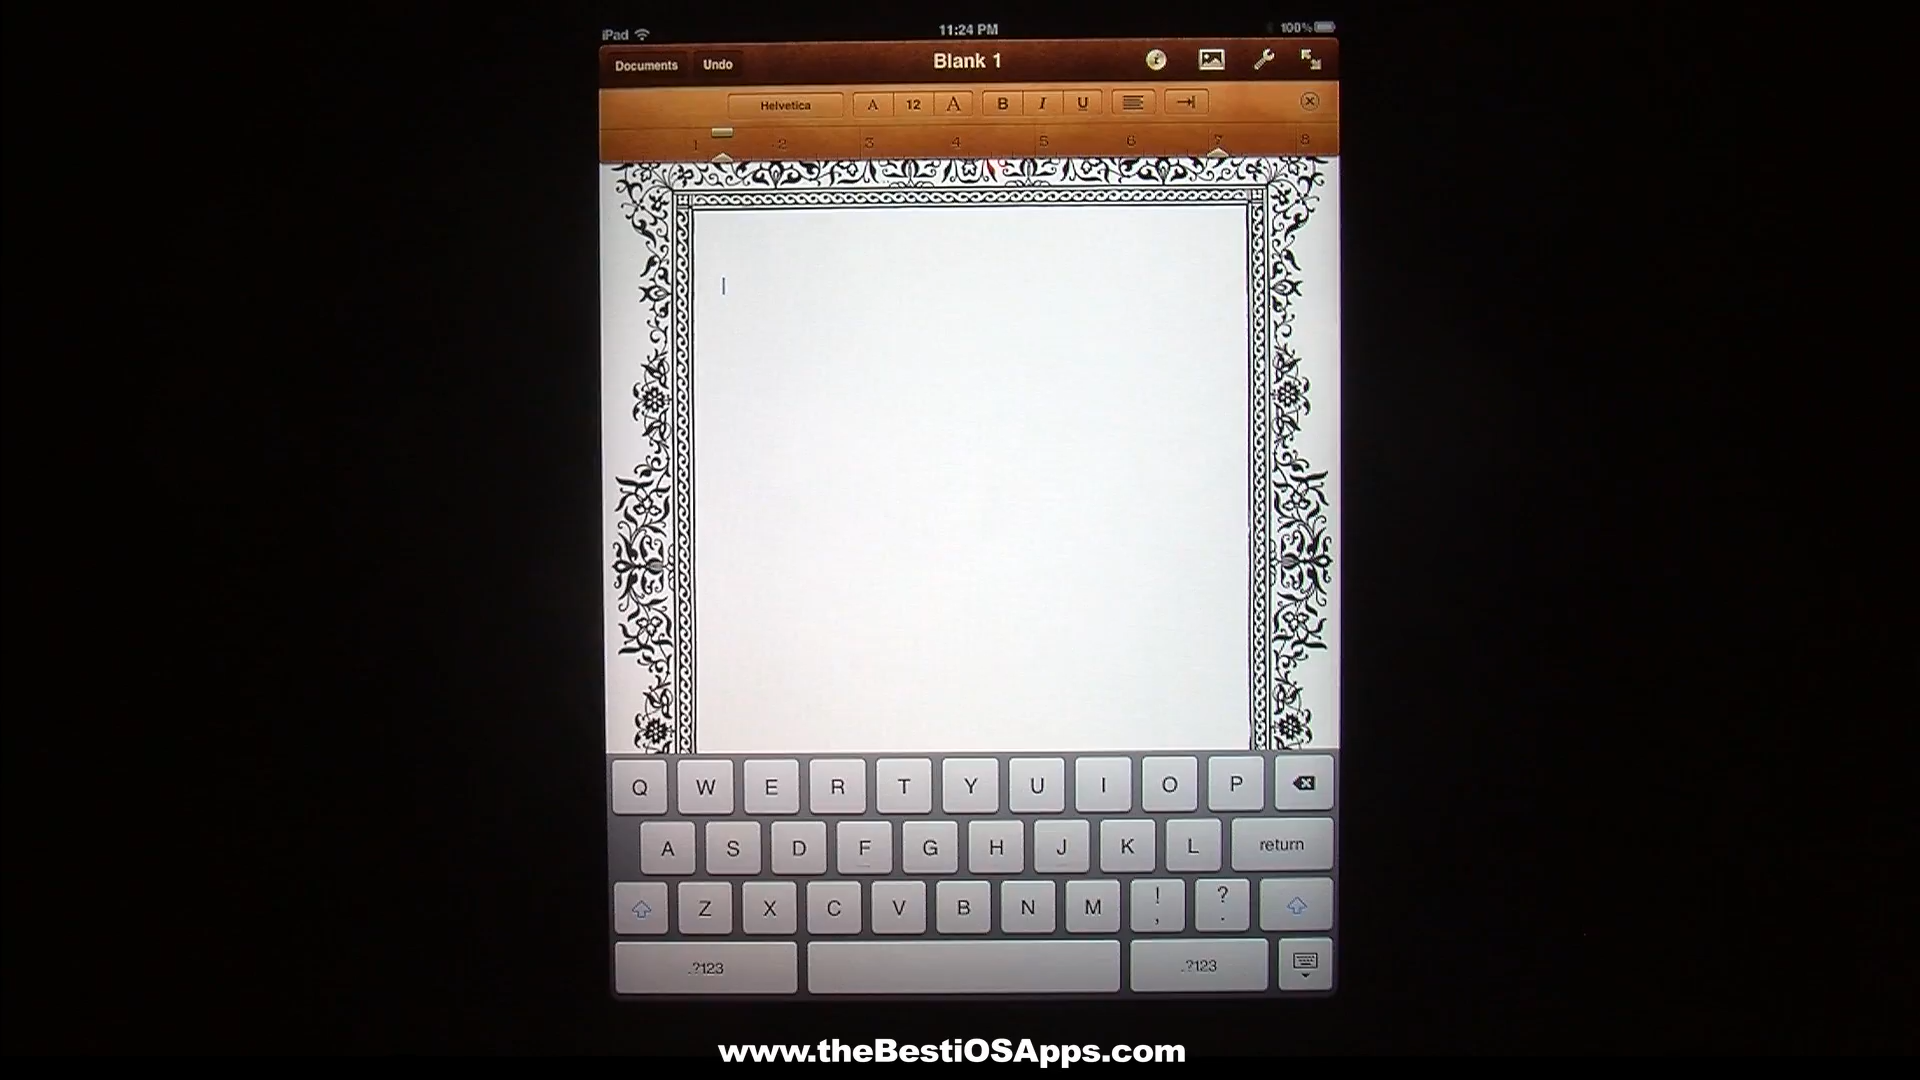 iPad 11:24 PM 100%
Documents Undo Blank 1
Helvetica A 12 A B I U
1 2 3 4 5 6 7 8
Q W E R T Y U I O P
A S D F G H J K L return
Z X C V B N M ! , ? .
.?123 .?123
www.theBestiOSApps.com